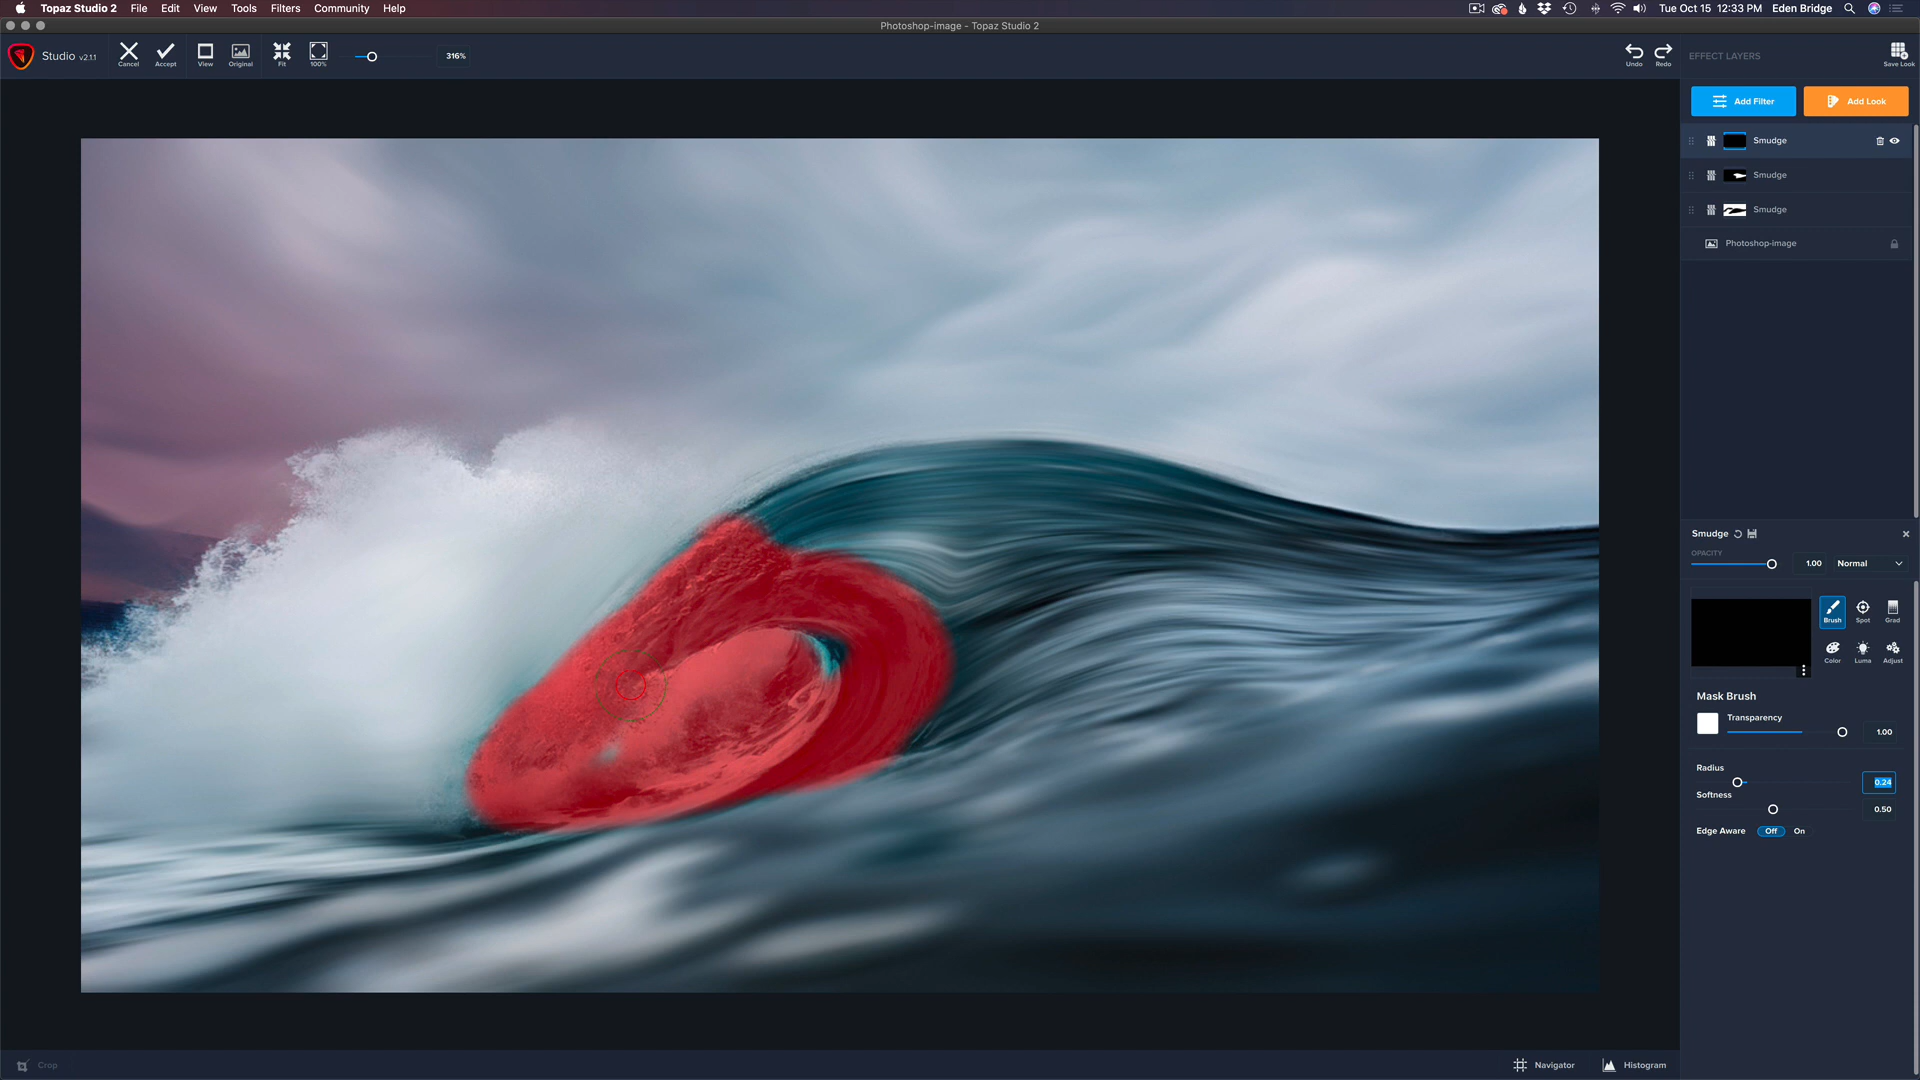 Topaz Studio 2 File Edit View Tools Filters Community Help Tue Oct 15 12:33 PM Eden Bridge
Photoshop-image - Topaz Studio 2
Studio v2.1.1 Cancel Accept View Original Fit 100% 316% Undo Redo EFFECT LAYERS Save Look
Add Filter Add Look
Smudge
Smudge
Smudge
Photoshop-image
Smudge
OPACITY
1.00 Normal
Brush Spot Grad
Color Luma Adjust
Mask Brush
Transparency
1.00
Radius
0.24
Softness
0.50
Edge Aware Off On
Crop Navigator Histogram